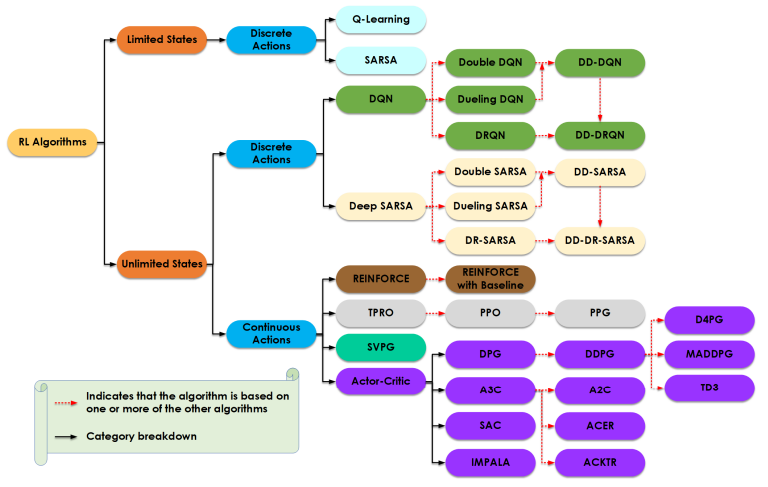 Q-Learning
Limited States
Discrete
Actions
SARSA
Double DQN
DD-DQN
DQN
Dueling DQN
RL Algorithms
Discrete
Actions
DRQN
DD-DRQN
Double SARSA
DD-SARSA
Deep SARSA
Dueling SARSA
DR-SARSA
DD-DR-SARSA
Unlimited States
REINFORCE
REINFORCE
with Baseline
TPRO
PPO
PPG
D4PG
Continuous
Actions
SVPG
DPG
DDPG
MADDPG
Actor-Critic
A3C
A2C
TD3
SAC
ACER
IMPALA
ACKTR
Indicates that the algorithm is based on
one or more of the other algorithms
Category breakdown